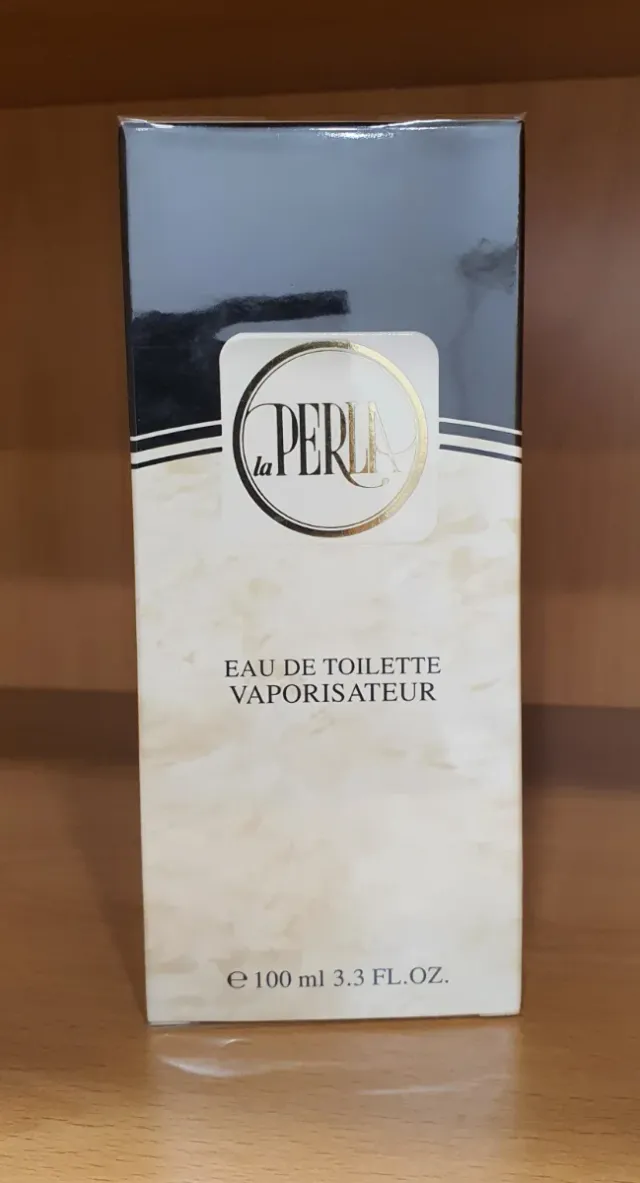 la PERLA
EAU DE TOILETTE
VAPORISATEUR
℮ 100 ml 3.3 FL.OZ.